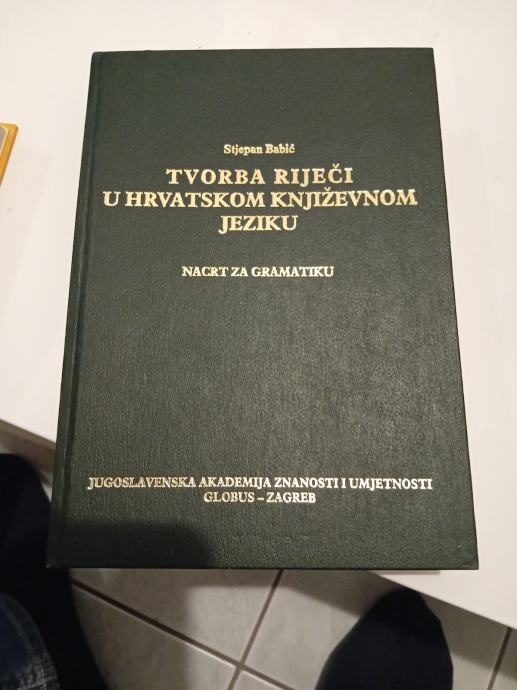 Stjepan Babić
TVORBA RIJEČI
U HRVATSKOM KNJIŽEVNOM
JEZIKU
NACRT ZA GRAMATIKU
JUGOSLAVENSKA AKADEMIJA ZNANOSTI I UMJETNOSTI
GLOBUS – ZAGREB